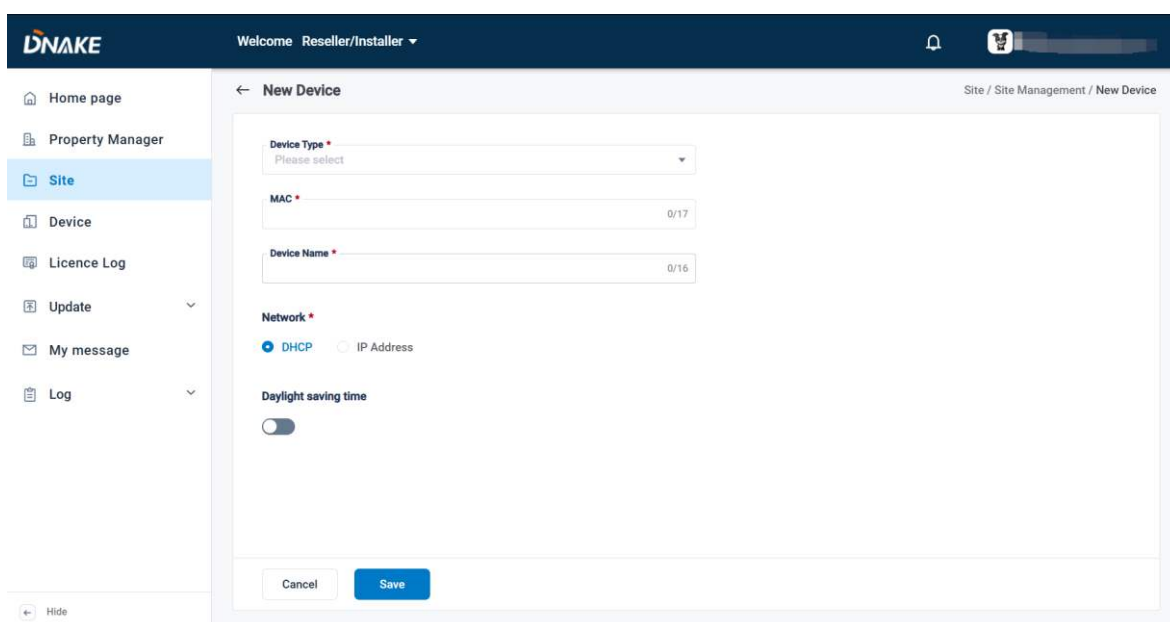 DNAKE
Welcome Reseller/Installer
Home page
Property Manager
Site
Device
Licence Log
Update
My message
Log
Hide
New Device
Site / Site Management / New Device
Device Type *
Please select
MAC *
0/17
Device Name *
0/16
Network *
DHCP IP Address
Daylight saving time
Cancel Save